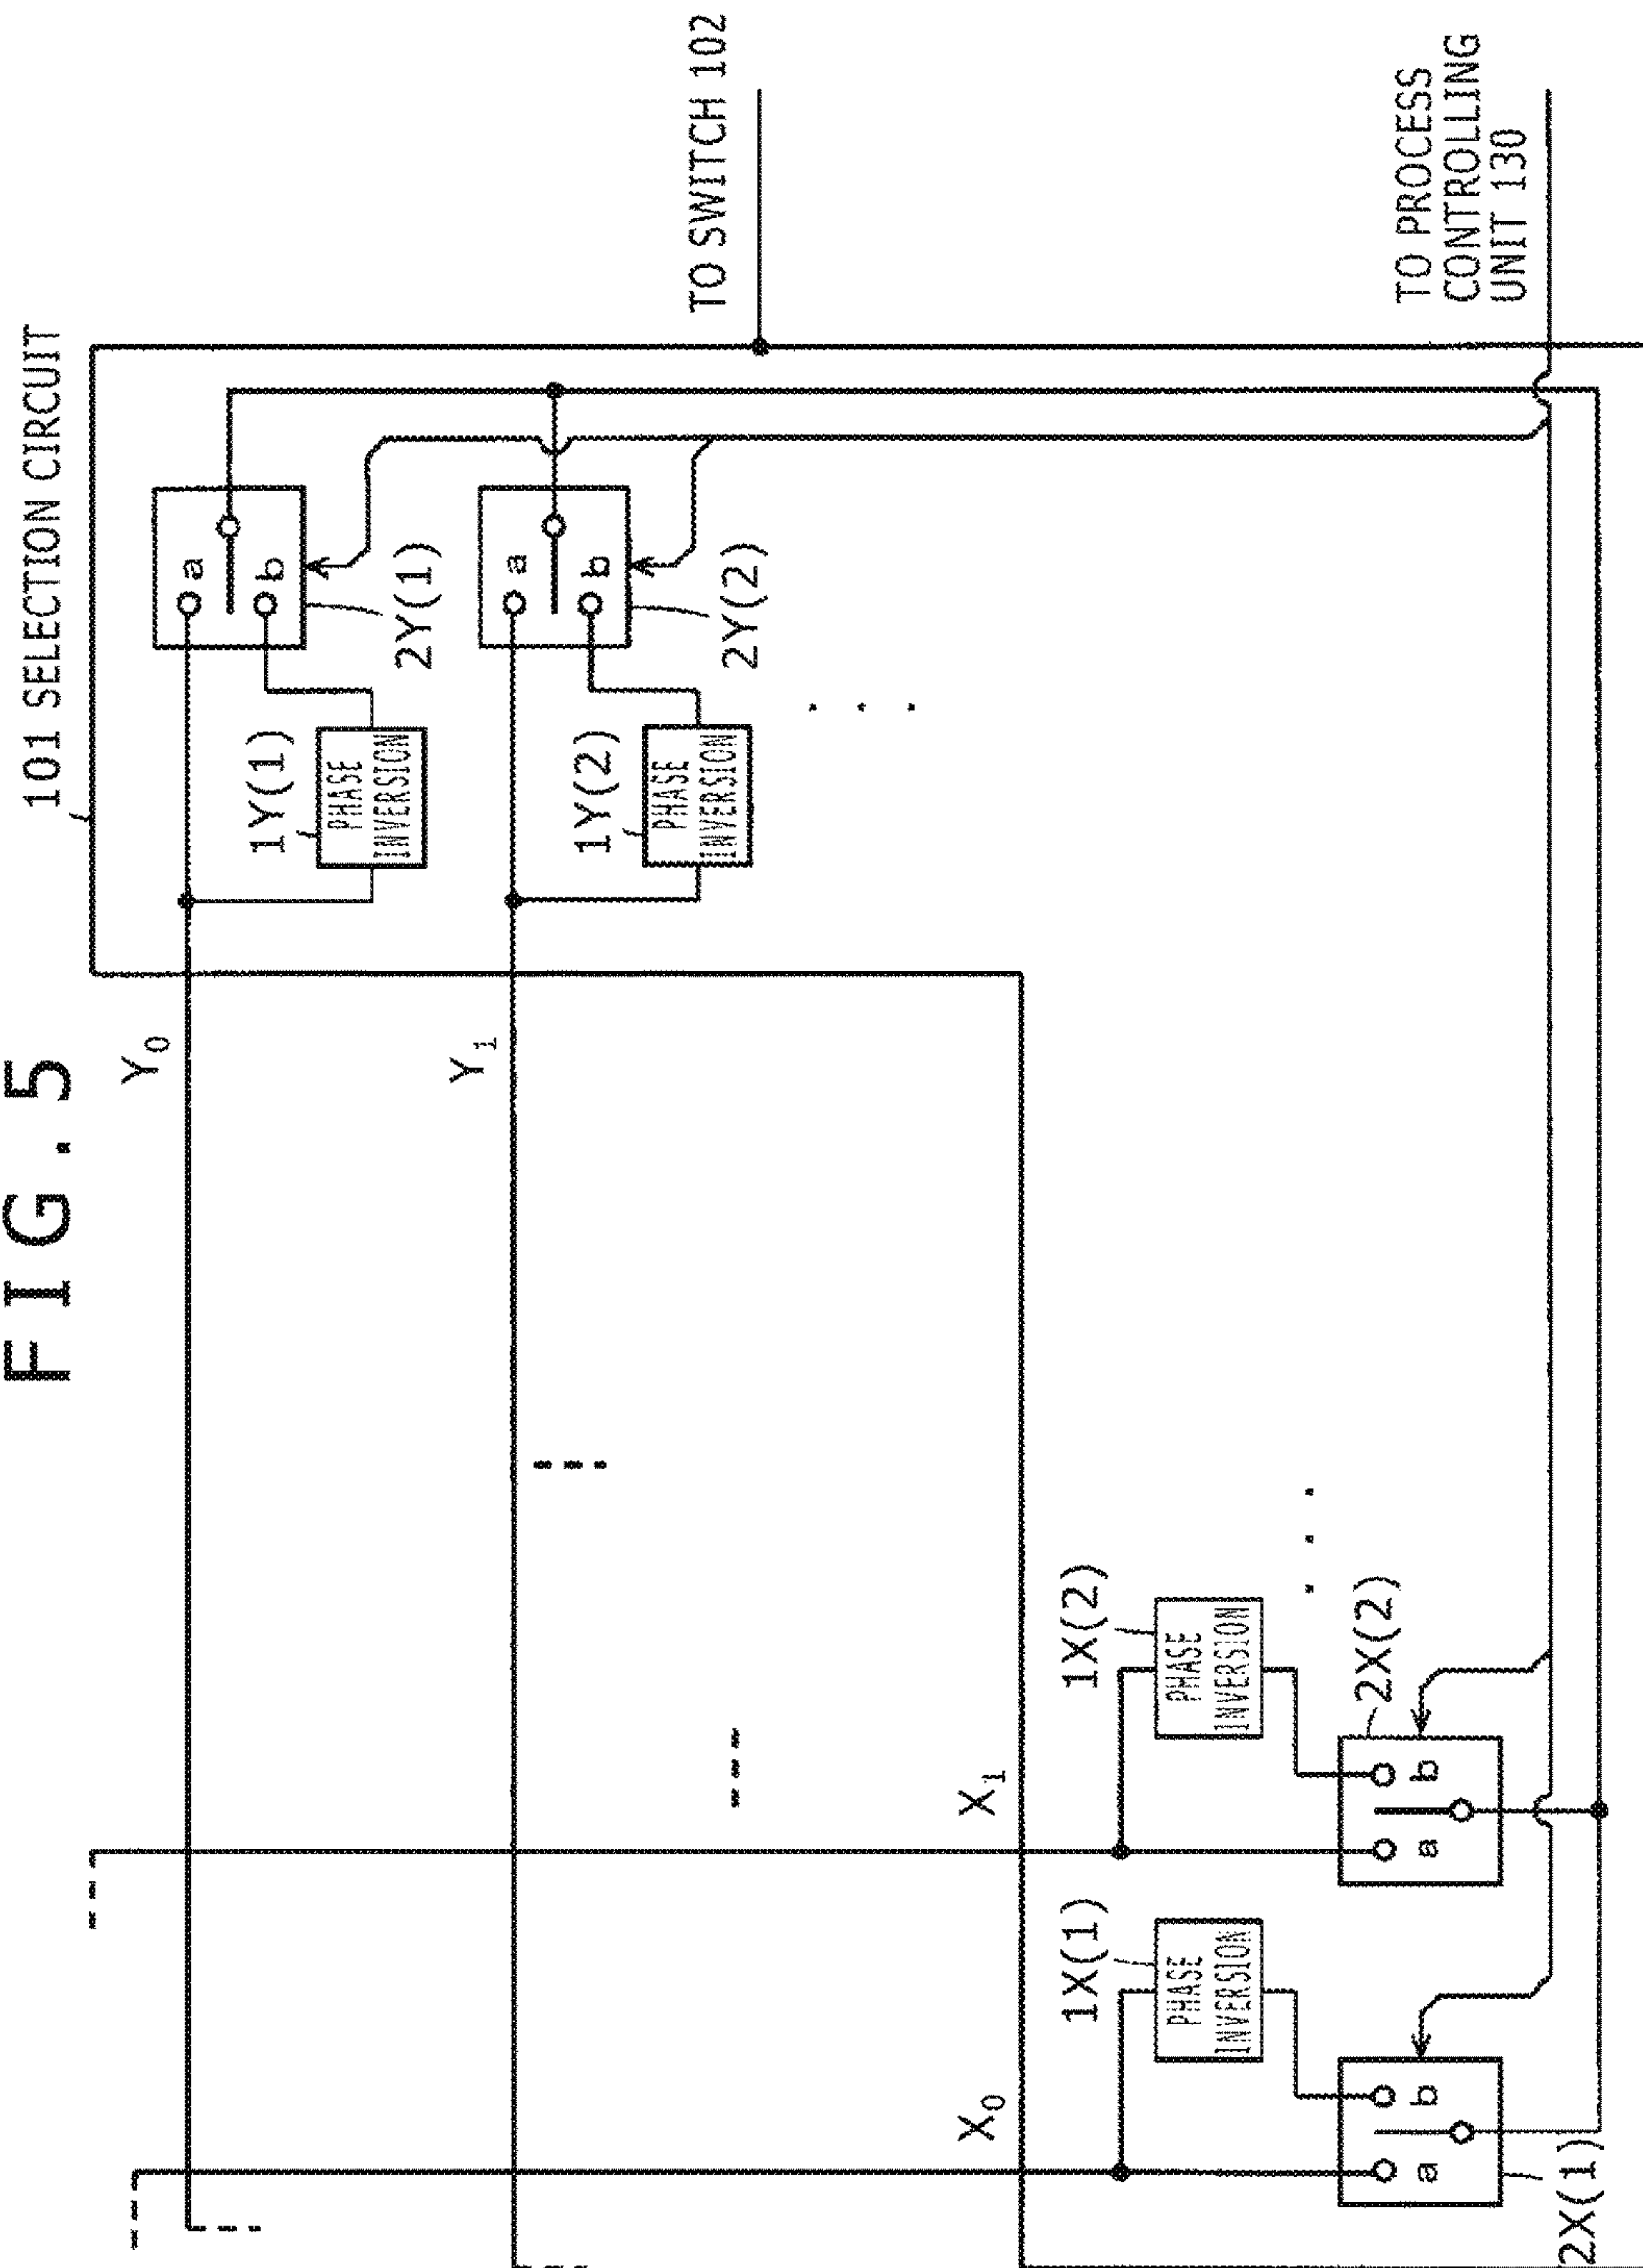 FIG.5
101 SELECTION CIRCUIT
Y0
1Y(1)
PHASE
INVERSION
a
b
2Y(1)
Y1
1Y(2)
PHASE
INVERSION
a
b
2Y(2)
TO SWITCH 102
X0
X1
1X(1)
PHASE
INVERSION
1X(2)
PHASE
INVERSION
a
b
2X(1)
a
b
2X(2)
TO PROCESS
CONTROLLING
UNIT 130